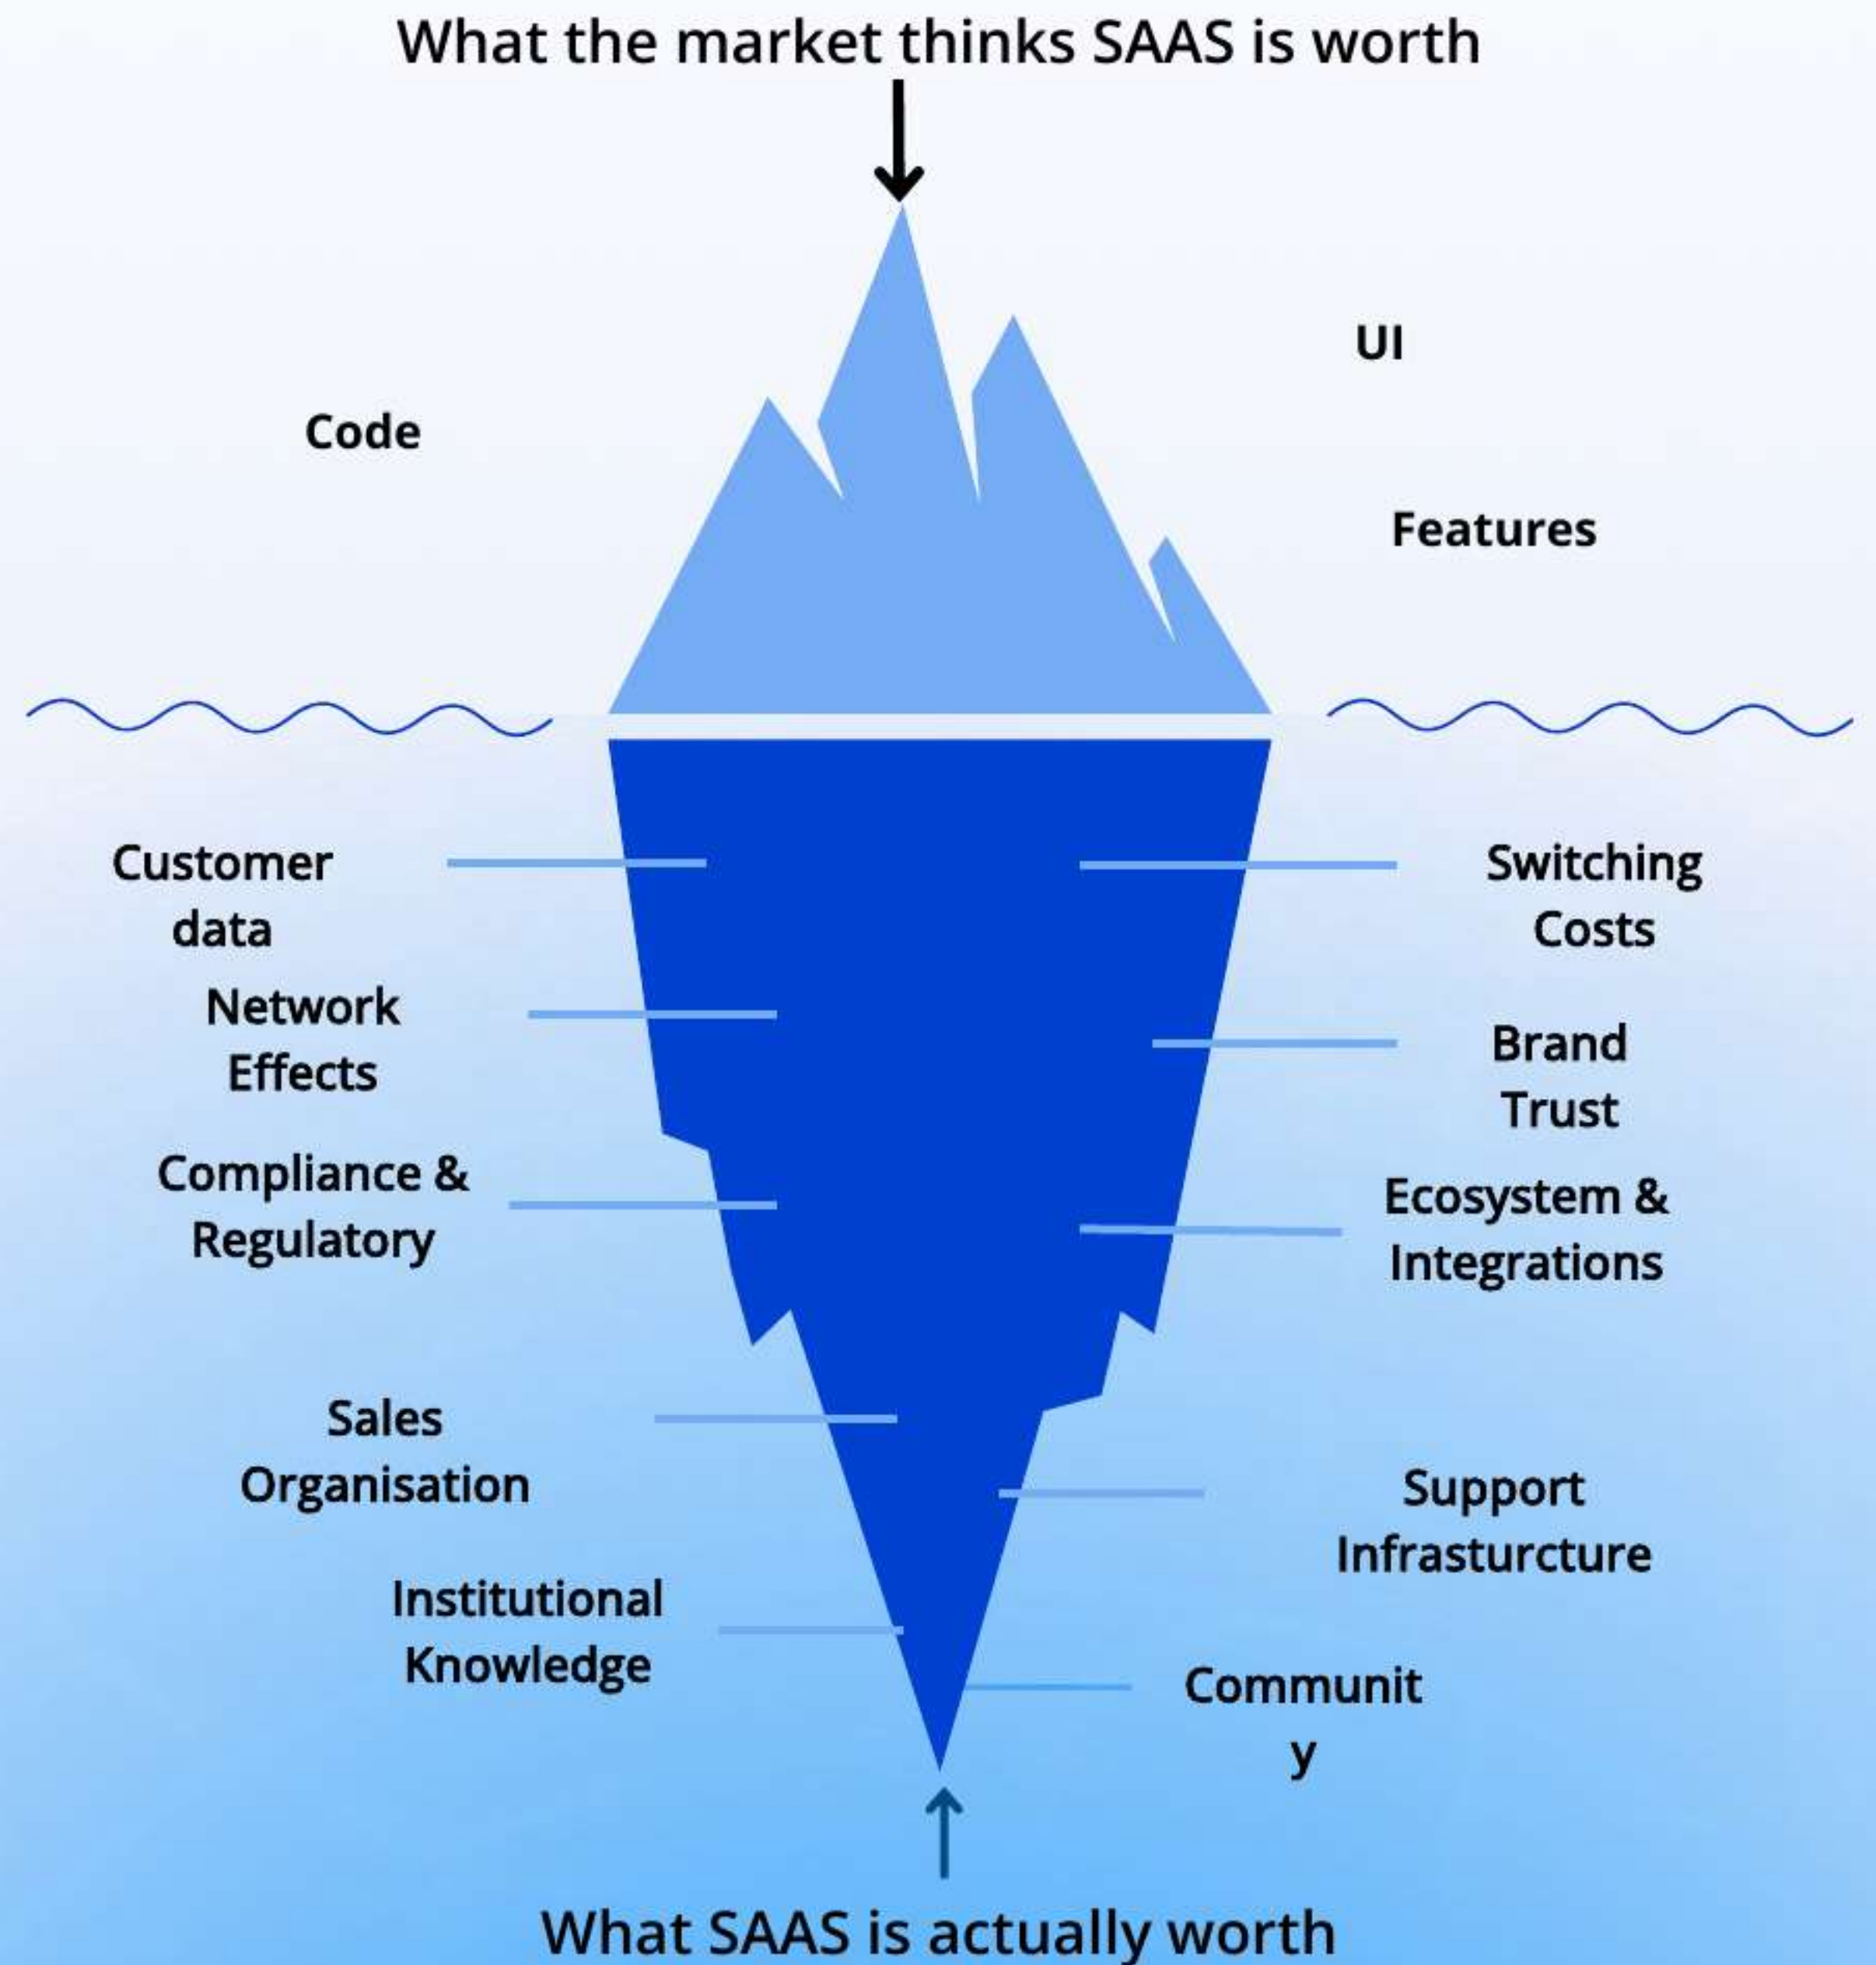 What the market thinks SAAS is worth
UI
Code
Features
Customer
data
Switching
Costs
Network
Effects
Brand
Trust
Compliance &
Regulatory
Ecosystem &
Integrations
Sales
Organisation
Support
Infrasturcture
Institutional
Knowledge
Communit
y
What SAAS is actually worth